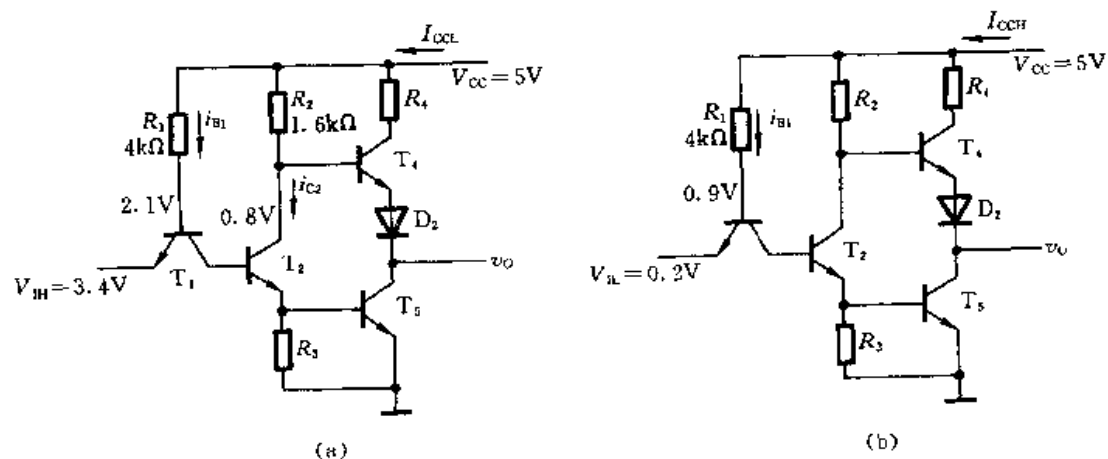 I_CCL
V_CC=5V
R_1
4kΩ
i_B1
R_2
1.6kΩ
R_4
T_4
i_C2
2.1V
0.8V
D_2
T_1
T_2
v_O
V_IH=3.4V
T_5
R_3
(a)
I_CCH
V_CC=5V
R_1
4kΩ
i_B1
R_2
R_4
T_4
0.9V
D_2
T_2
v_O
V_IL=0.2V
T_5
R_3
(b)